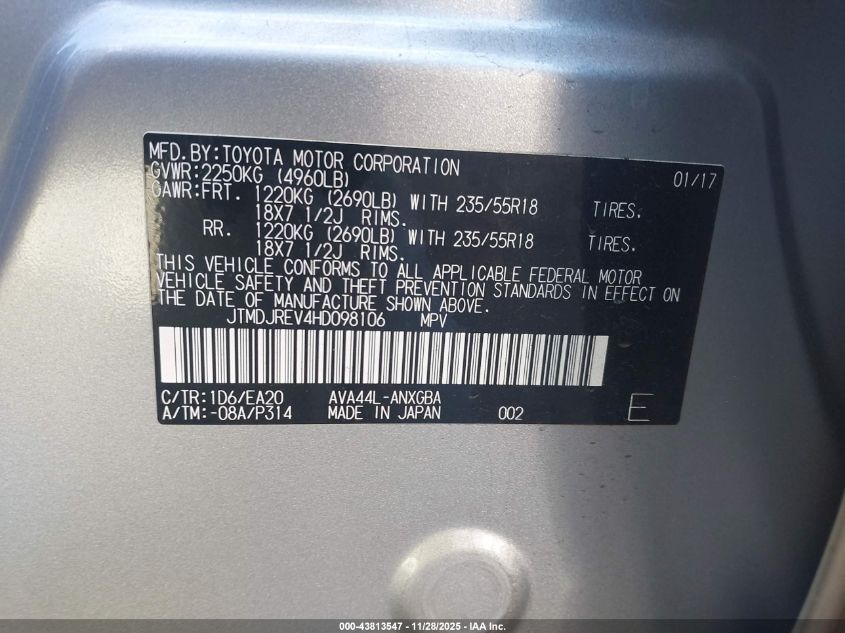 MFD.BY:TOYOTA MOTOR CORPORATION 01/17
GVWR:2250KG (4960LB)
GAWR:FRT. 1220KG (2690LB) WITH 235/55R18 TIRES.
18X7 1/2J RIMS.
RR. 1220KG (2690LB) WITH 235/55R18 TIRES.
18X7 1/2J RIMS.
THIS VEHICLE CONFORMS TO ALL APPLICABLE FEDERAL MOTOR
VEHICLE SAFETY AND THEFT PREVENTION STANDARDS IN EFFECT ON
THE DATE OF MANUFACTURE SHOWN ABOVE.
JTMDJREV4HD098106 MPV
C/TR:1D6/EA20 AVA44L-ANXGBA
A/TM:-08A/P314 MADE IN JAPAN 002 E
000-43813547 - 11/28/2025 - IAA Inc.